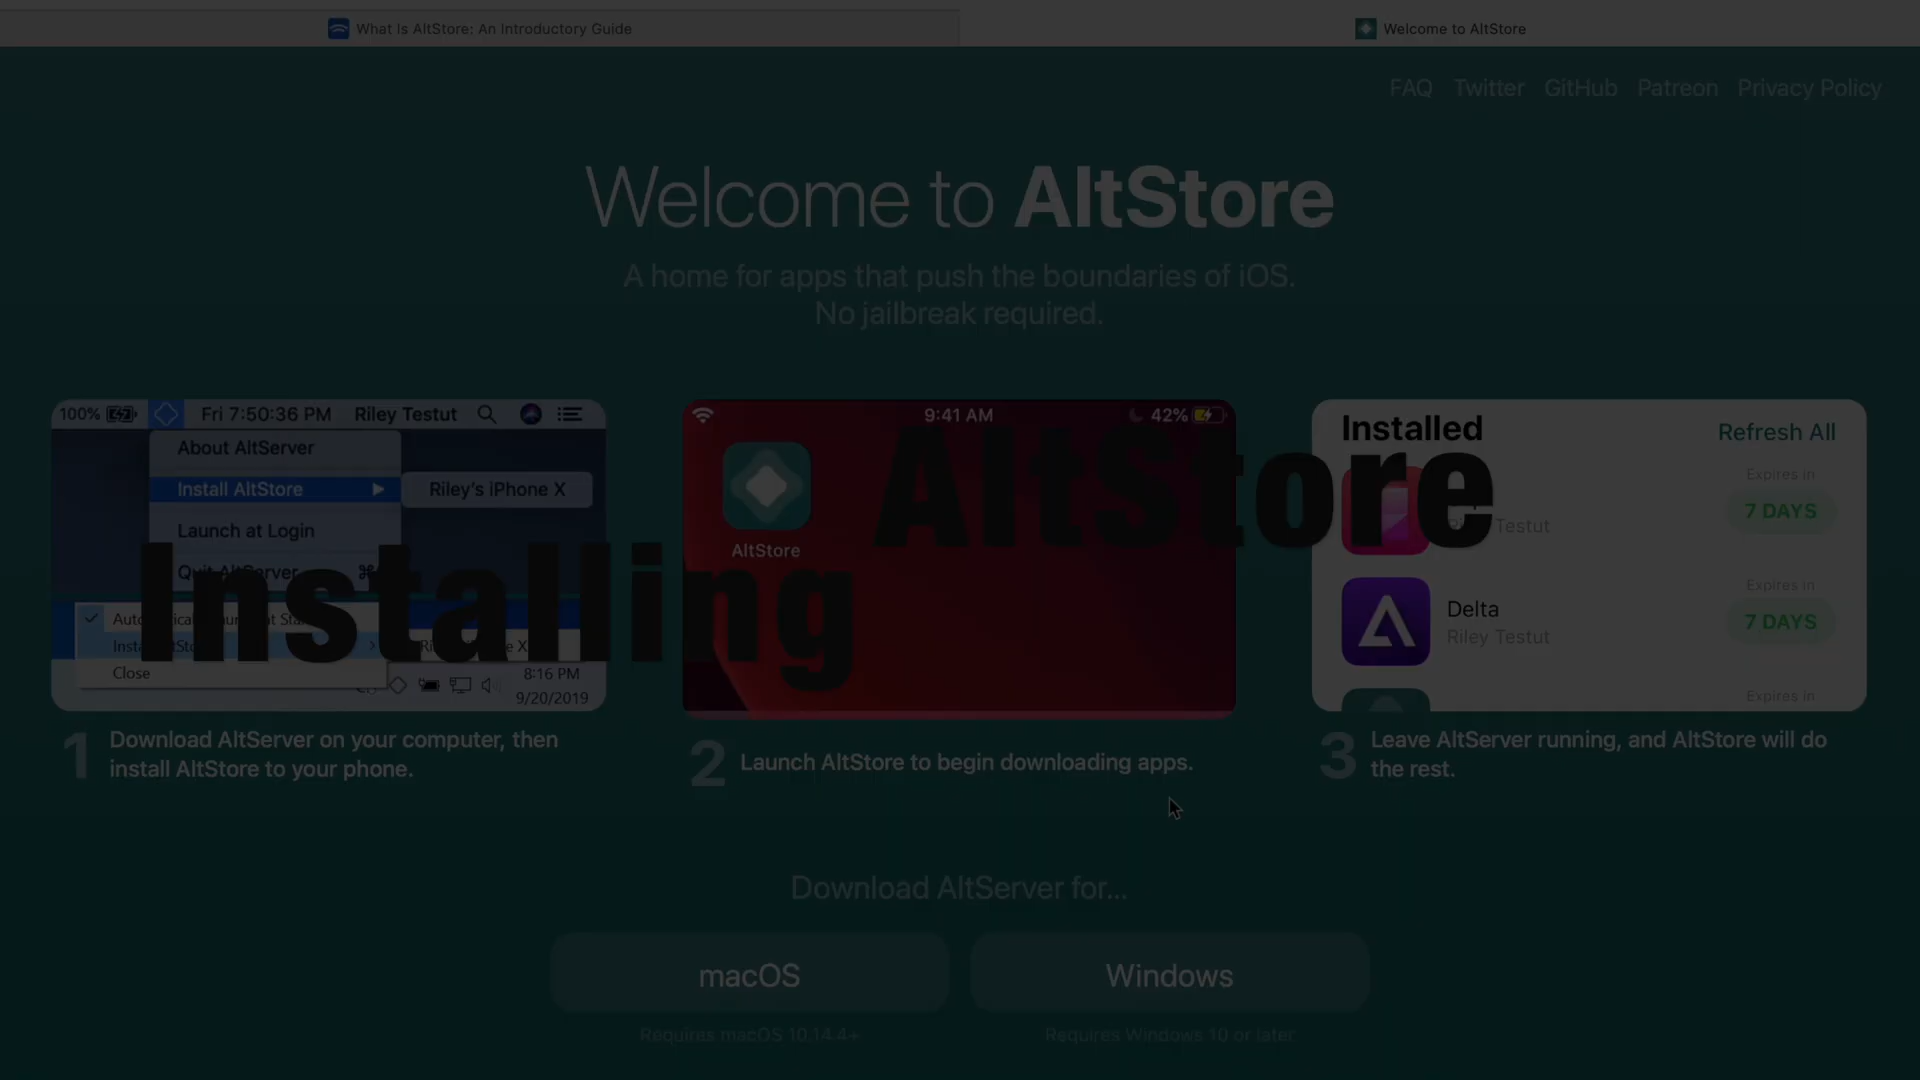 What Is AltStore: An Introductory Guide
Welcome to AltStore
FAQ Twitter GitHub Patreon Privacy Policy
Welcome to AltStore
A home for apps that push the boundaries of iOS.
No jailbreak required.
100% Fri 7:50:36 PM Riley Testut
About AltServer
Install AltStore Riley's iPhone X
Launch at Login
Quit AltServer
Close
8:16 PM
9/20/2019
9:41 AM 42%
AltStore
Installed Refresh All
Expires in
7 DAYS
Testut
Delta
Riley Testut
Expires in
7 DAYS
Expires in
AltStore
Installing
1 Download AltServer on your computer, then
install AltStore to your phone.
2 Launch AltStore to begin downloading apps.
3 Leave AltServer running, and AltStore will do
the rest.
Download AltServer for...
macOS
Windows
Requires macOS 10.14.4+
Requires Windows 10 or later